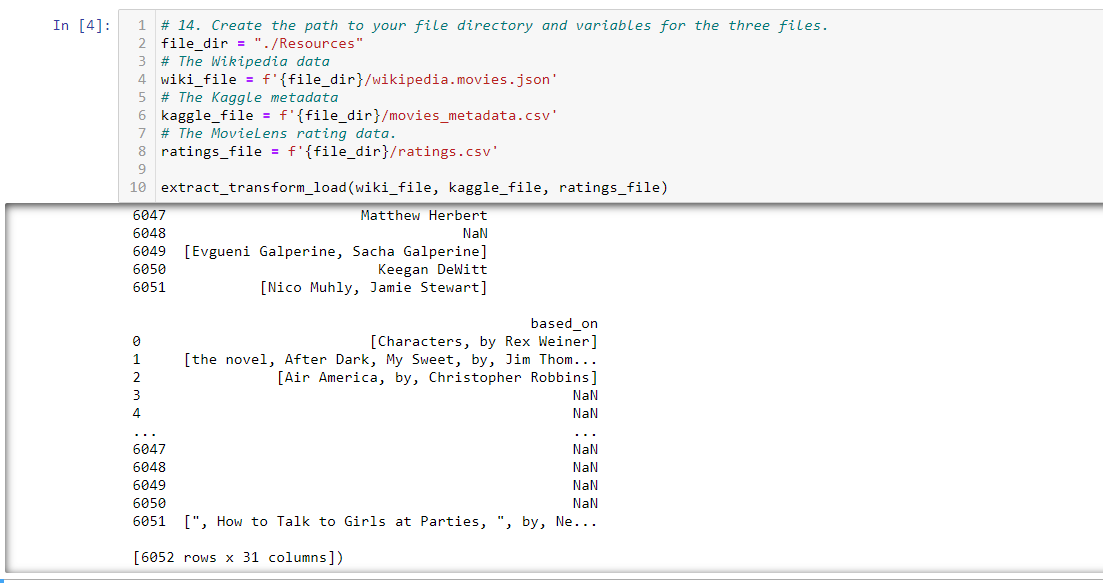 In [4]:
1 # 14. Create the path to your file directory and variables for the three files.
2 file_dir = "./Resources"
3 # The Wikipedia data
4 wiki_file = f'{file_dir}/wikipedia.movies.json'
5 # The Kaggle metadata
6 kaggle_file = f'{file_dir}/movies_metadata.csv'
7 # The MovieLens rating data.
8 ratings_file = f'{file_dir}/ratings.csv'
9
10 extract_transform_load(wiki_file, kaggle_file, ratings_file)
6047 Matthew Herbert
6048 NaN
6049 [Evgueni Galperine, Sacha Galperine]
6050 Keegan DeWitt
6051 [Nico Muhly, Jamie Stewart]
based_on
0 [Characters, by Rex Weiner]
1 [the novel, After Dark, My Sweet, by, Jim Thom...
2 [Air America, by, Christopher Robbins]
3 NaN
4 NaN
... ...
6047 NaN
6048 NaN
6049 NaN
6050 NaN
6051 [", How to Talk to Girls at Parties, ", by, Ne...
[6052 rows x 31 columns])